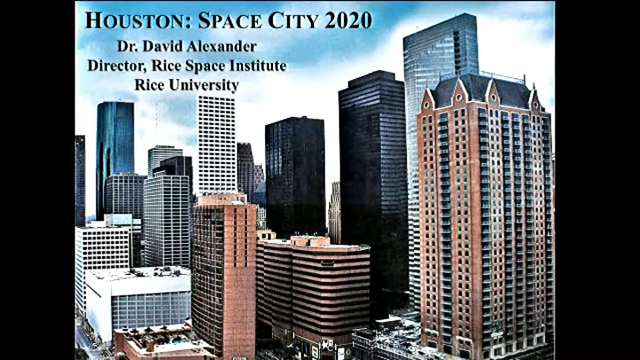 HOUSTON: SPACE CITY 2020
Dr. David Alexander
Director, Rice Space Institute
Rice University